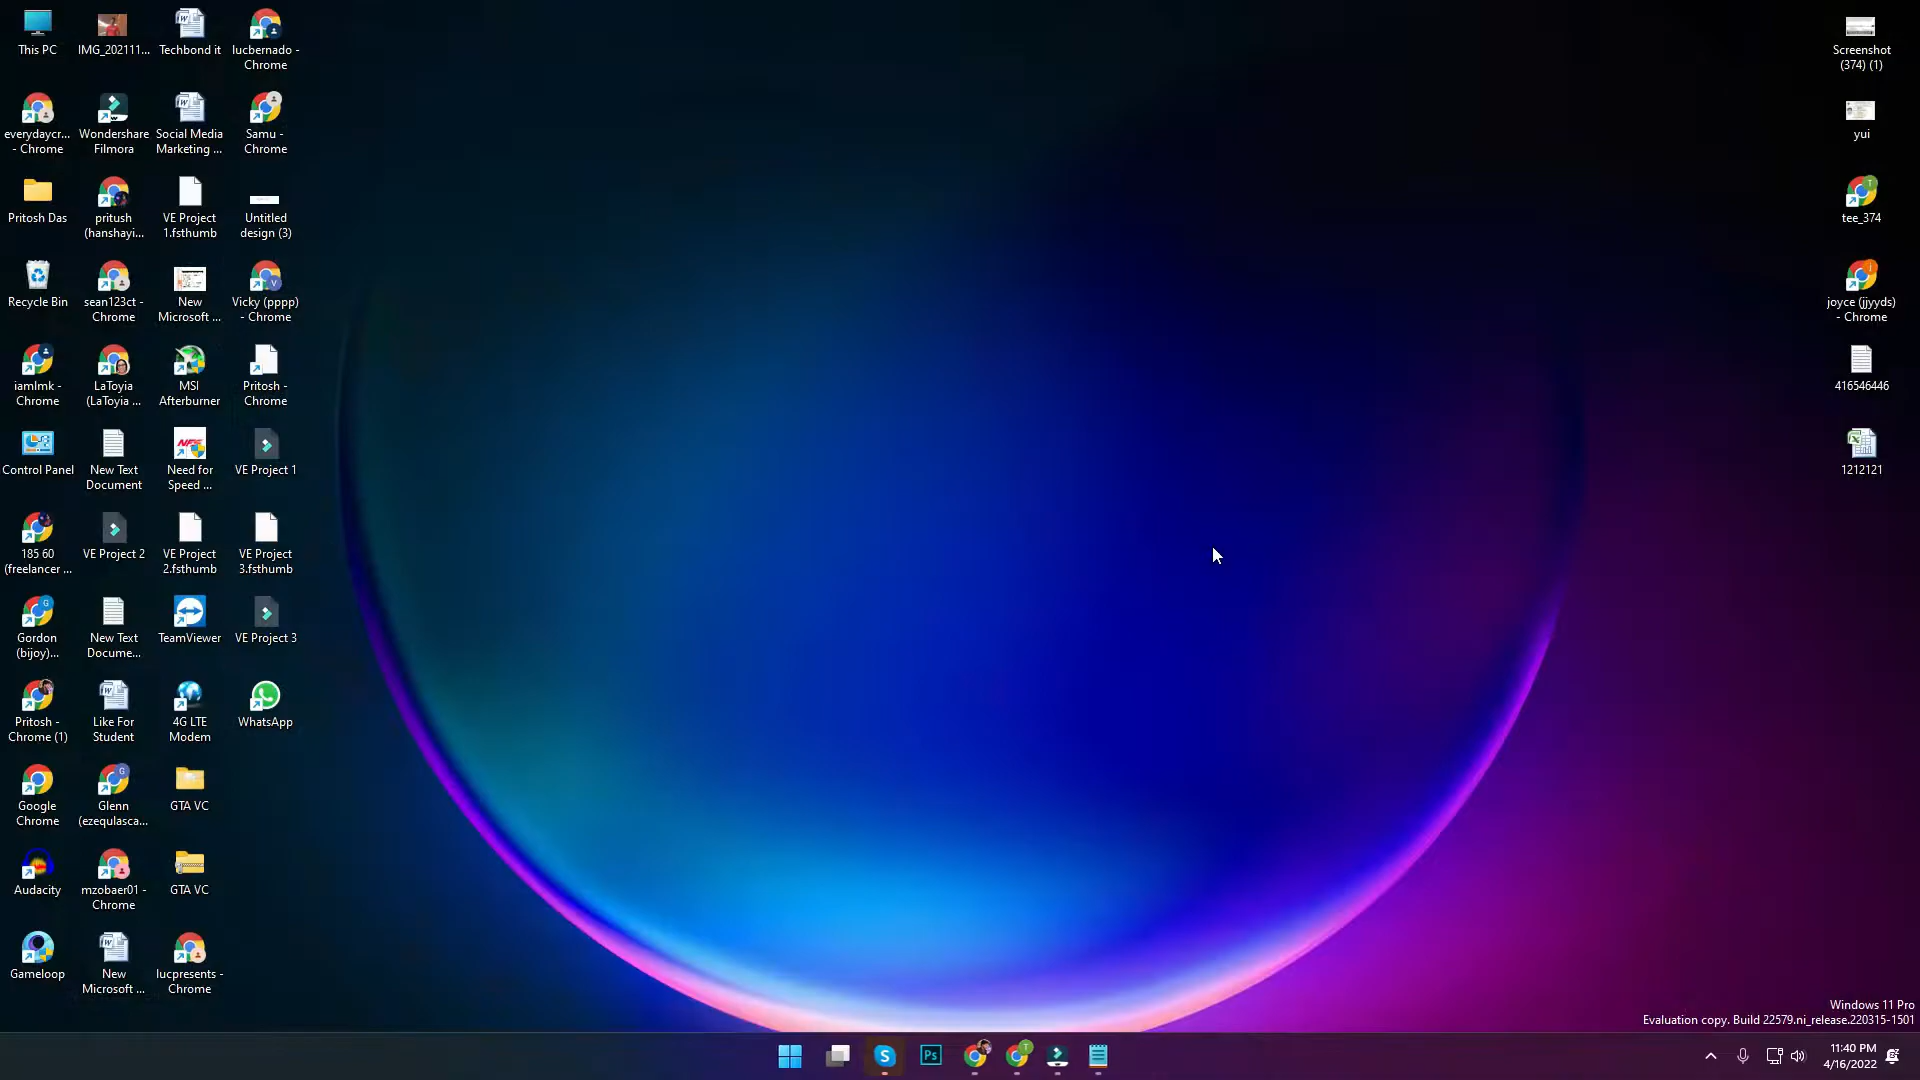 This PC
IMG_202111...
Techbond it
lucbernado -
Chrome
everydaycr...
- Chrome
Wondershare
Filmora
Social Media
Marketing ...
Samu -
Chrome
Pritosh Das
pritush
(hanshayi...
VE Project
1.fsthumb
Untitled
design (3)
Recycle Bin
sean123ct -
Chrome
New
Microsoft ...
Vicky (pppp)
- Chrome
iamlmk -
Chrome
LaToyia
(LaToyia ...
MSI
Afterburner
Pritosh -
Chrome
Control Panel
New Text
Document
Need for
Speed ...
VE Project 1
185 60
(freelancer ...
VE Project 2
VE Project
2.fsthumb
VE Project
3.fsthumb
Gordon
(bijoy)...
New Text
Docume...
TeamViewer
VE Project 3
Pritosh -
Chrome (1)
Like For
Student
4G LTE
Modem
WhatsApp
Google
Chrome
Glenn
(ezequlasca...
GTA VC
Audacity
mzobaer01 -
Chrome
GTA VC
Gameloop
New
Microsoft ...
lucpresents -
Chrome
Screenshot
(374) (1)
yui
tee_374
joyce (jjyyds)
- Chrome
416546446
1212121
Windows 11 Pro
Evaluation copy. Build 22579.ni_release.220315-1501
Ps
11:40 PM
4/16/2022